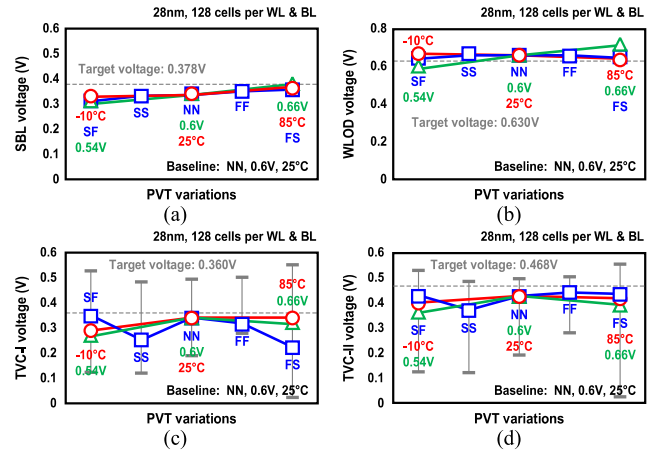 28nm, 128 cells per WL & BL
SBL voltage (V)
0.6
0.5
0.4
0.3
0.2
0.1
0
Target voltage: 0.378V
-10°C
SF
0.54V
SS
NN
0.6V
25°C
FF
0.66V
85°C
FS
Baseline: NN, 0.6V, 25°C
PVT variations
(a)
28nm, 128 cells per WL & BL
WLOD voltage (V)
0.8
0.6
0.4
0.2
0
-10°C
SF
0.54V
SS
NN
0.6V
25°C
FF
85°C
0.66V
FS
Target voltage: 0.630V
Baseline: NN, 0.6V, 25°C
PVT variations
(b)
28nm, 128 cells per WL & BL
TVC-I voltage (V)
0.6
0.5
0.4
0.3
0.2
0.1
0
Target voltage: 0.360V
SF
-10°C
0.54V
SS
NN
0.6V
25°C
FF
85°C
0.66V
FS
Baseline: NN, 0.6V, 25°C
PVT variations
(c)
28nm, 128 cells per WL & BL
TVC-II voltage (V)
0.6
0.5
0.4
0.3
0.2
0.1
0
Target voltage: 0.468V
SF
-10°C
0.54V
SS
NN
0.6V
25°C
FF
FS
85°C
0.66V
Baseline: NN, 0.6V, 25°C
PVT variations
(d)